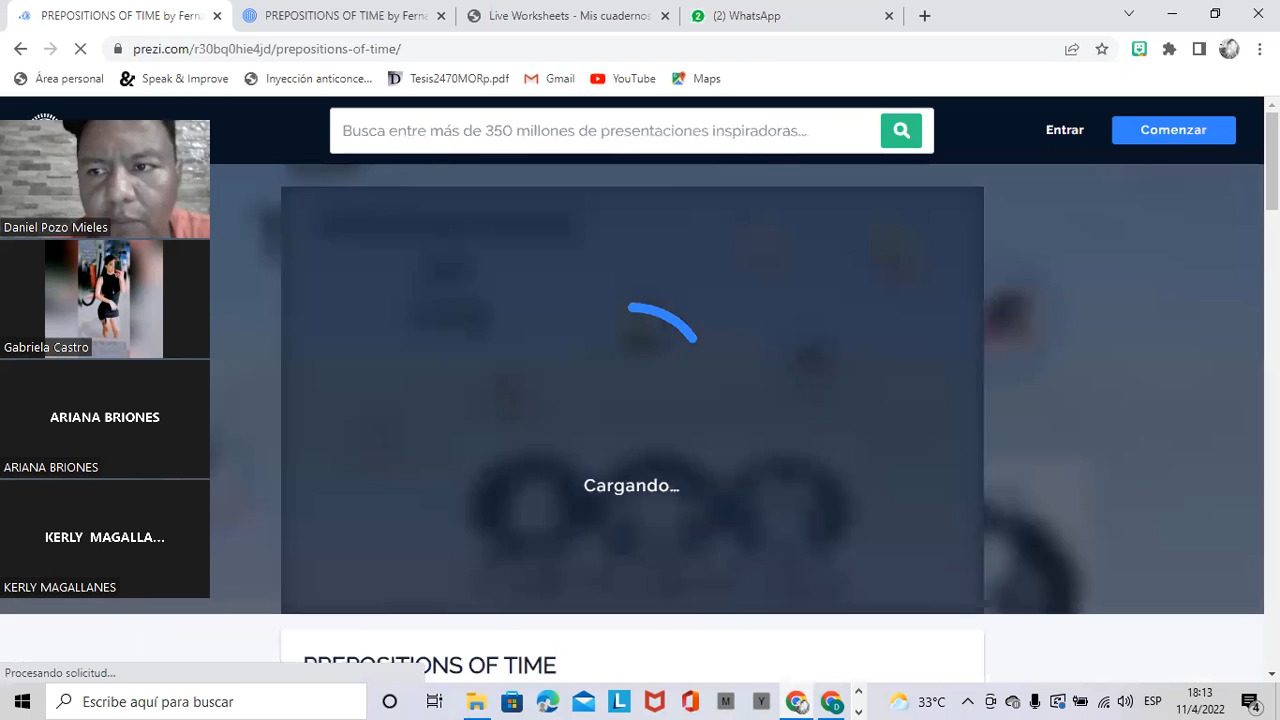 PREPOSITIONS OF TIME by Ferna
PREPOSITIONS OF TIME by Ferna
Live Worksheets - Mis cuadernos
2
(2) WhatsApp
prezi.com/r30bq0hie4jd/prepositions-of-time/
Área personal
Speak & Improve
Inyección anticonce...
Tesis2470MORp.pdf
Gmail
YouTube
Maps
Busca entre más de 350 millones de presentaciones inspiradoras...
Entrar
Comenzar
Daniel Pozo Mieles
Gabriela Castro
ARIANA BRIONES
ARIANA BRIONES
Cargando...
KERLY MAGALLA...
KERLY MAGALLANES
PREPOSITIONS OF TIME
Procesando solicitud...
Escribe aquí para buscar
L
M
Y
D
33°C
ESP
18:13
11/4/2022
4